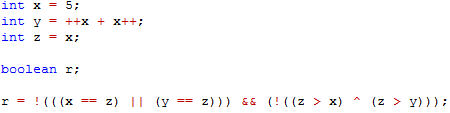 int x = 5;
int y = ++x + x++;
int z = x;
boolean r;
r = !(((x == z) || (y == z))) && (!((z > x) ^ (z > y)));